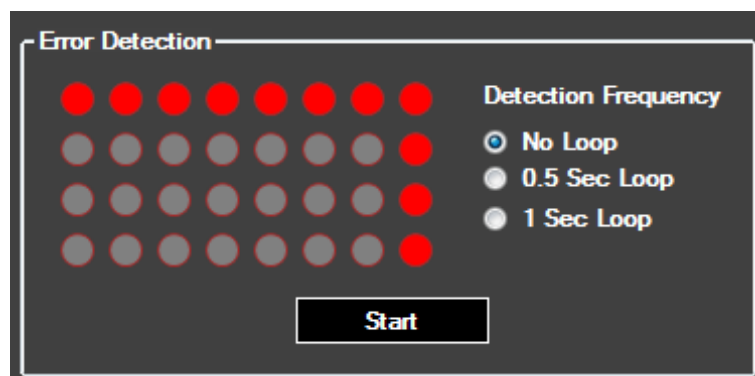 Error Detection
Detection Frequency
No Loop
0.5 Sec Loop
1 Sec Loop
Start